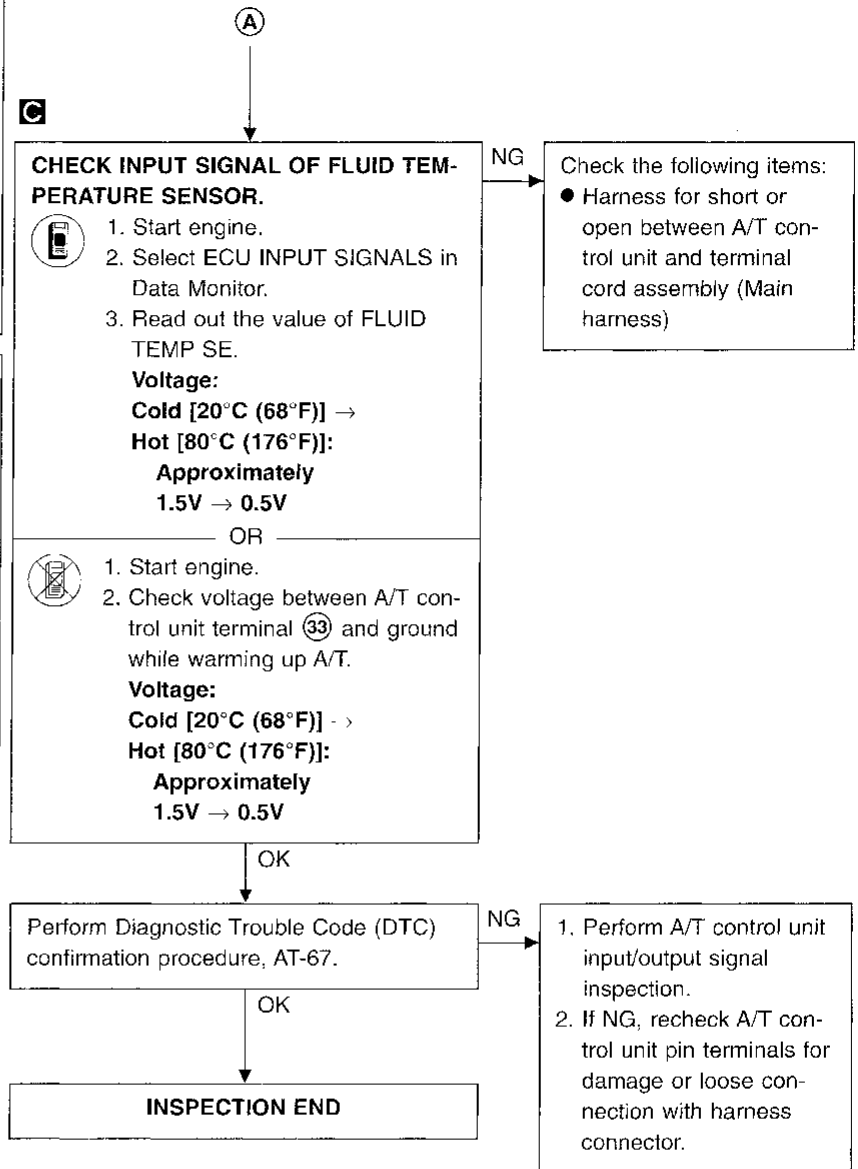 A
C
CHECK INPUT SIGNAL OF FLUID TEM-
PERATURE SENSOR.
1. Start engine.
2. Select ECU INPUT SIGNALS in
Data Monitor.
3. Read out the value of FLUID
TEMP SE.
Voltage:
Cold [20°C (68°F)] →
Hot [80°C (176°F)]:
Approximately
1.5V → 0.5V
OR
1. Start engine.
2. Check voltage between A/T con-
trol unit terminal 33 and ground
while warming up A/T.
Voltage:
Cold [20°C (68°F)] →
Hot [80°C (176°F)]:
Approximately
1.5V → 0.5V
NG
Check the following items:
● Harness for short or
open between A/T con-
trol unit and terminal
cord assembly (Main
harness)
OK
Perform Diagnostic Trouble Code (DTC)
confirmation procedure, AT-67.
NG
1. Perform A/T control unit
input/output signal
inspection.
2. If NG, recheck A/T con-
trol unit pin terminals for
damage or loose con-
nection with harness
connector.
OK
INSPECTION END